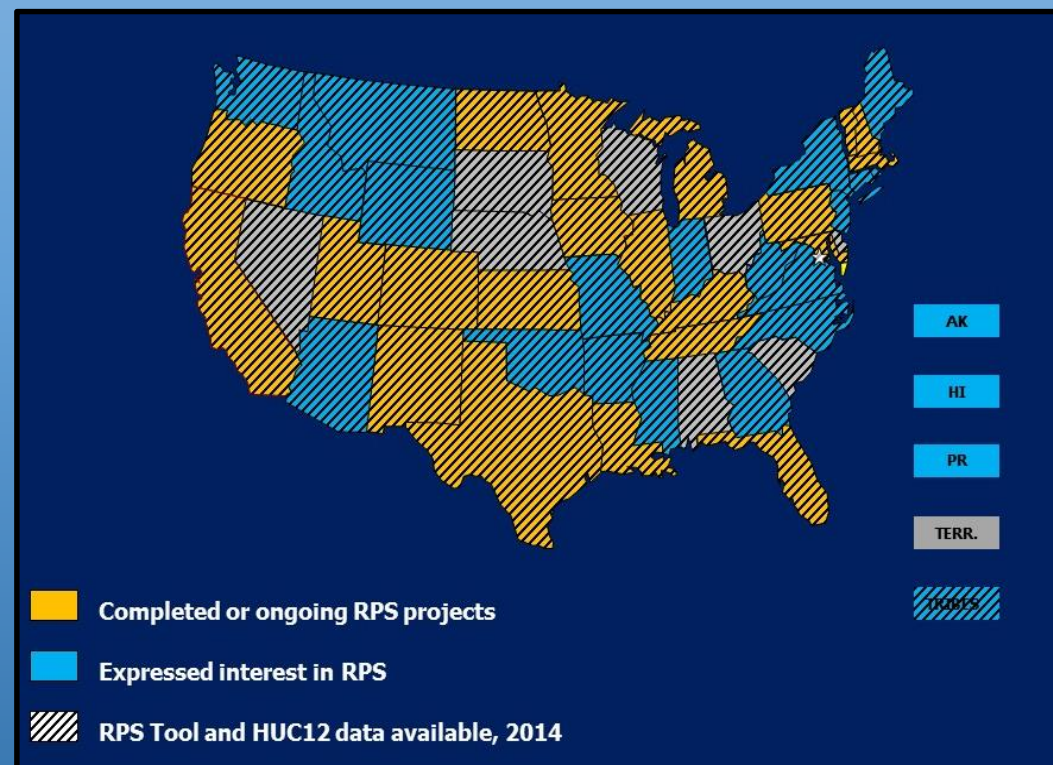 AK
HI
PR
TERR.
TRIBES
Completed or ongoing RPS projects
Expressed interest in RPS
RPS Tool and HUC12 data available, 2014